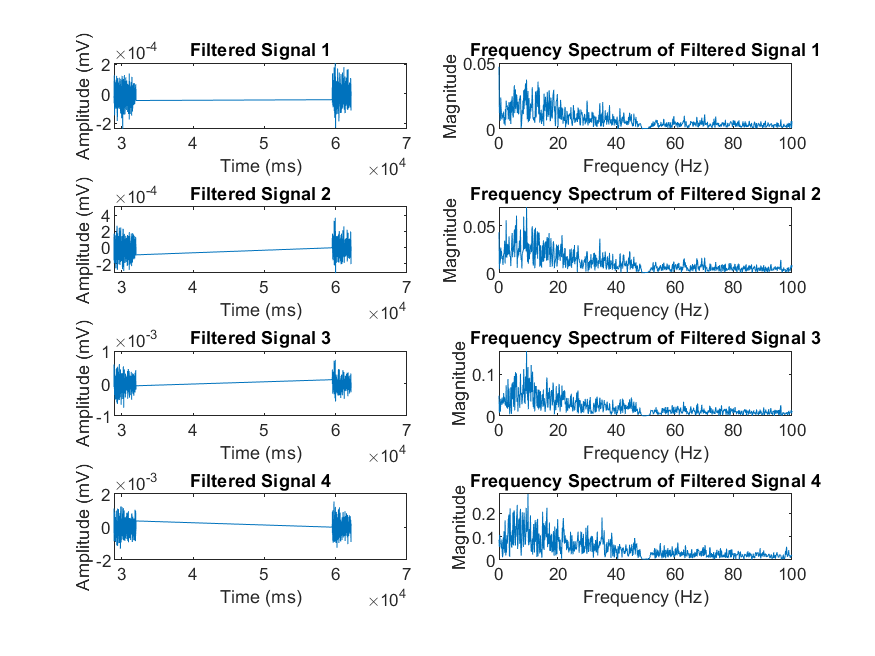 Filtered Signal 1
×10⁻⁴
Amplitude (mV)
2
0
-2
3 4 5 6 7
Time (ms)
×10⁴
Frequency Spectrum of Filtered Signal 1
Magnitude
0.05
0
0 20 40 60 80 100
Frequency (Hz)
Filtered Signal 2
×10⁻⁴
Amplitude (mV)
4
2
0
-2
3 4 5 6 7
Time (ms)
×10⁴
Frequency Spectrum of Filtered Signal 2
Magnitude
0.05
0
0 20 40 60 80 100
Frequency (Hz)
Filtered Signal 3
×10⁻³
Amplitude (mV)
1
0
-1
3 4 5 6 7
Time (ms)
×10⁴
Frequency Spectrum of Filtered Signal 3
Magnitude
0.1
0
0 20 40 60 80 100
Frequency (Hz)
Filtered Signal 4
×10⁻³
Amplitude (mV)
2
0
-2
3 4 5 6 7
Time (ms)
×10⁴
Frequency Spectrum of Filtered Signal 4
Magnitude
0.2
0.1
0
0 20 40 60 80 100
Frequency (Hz)